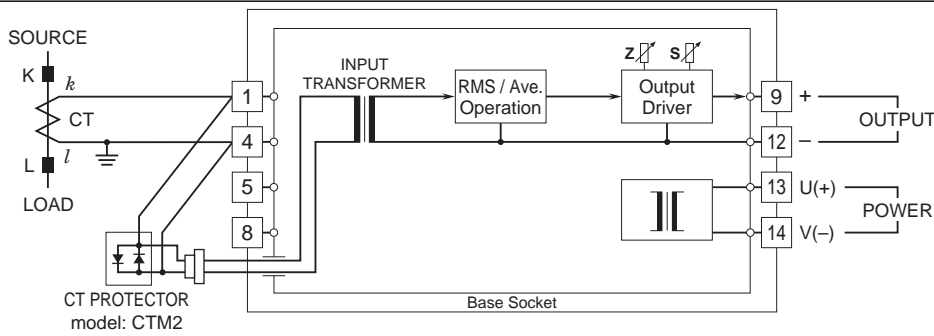 SOURCE
K
k
CT
L
l
LOAD
1
4
5
8
INPUT
TRANSFORMER
RMS / Ave.
Operation
Z
S
Output
Driver
9 +
12 –
OUTPUT
13 U(+)
14 V(–)
POWER
CT PROTECTOR
model: CTM2
Base Socket